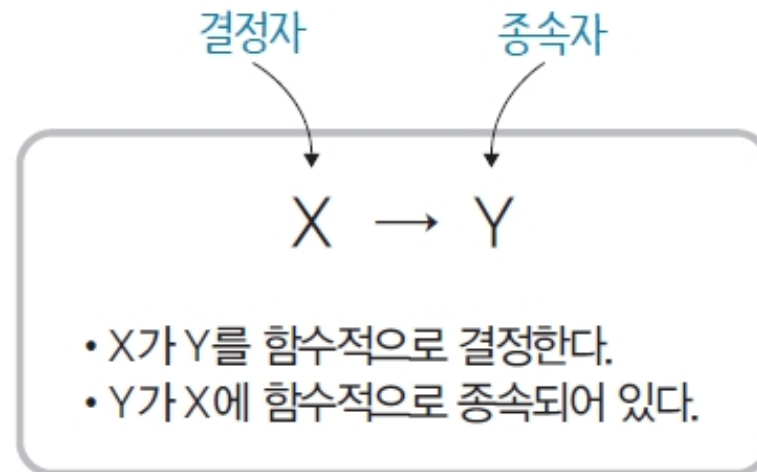 결정자 종속자
X → Y
• X가 Y를 함수적으로 결정한다.
• Y가 X에 함수적으로 종속되어 있다.